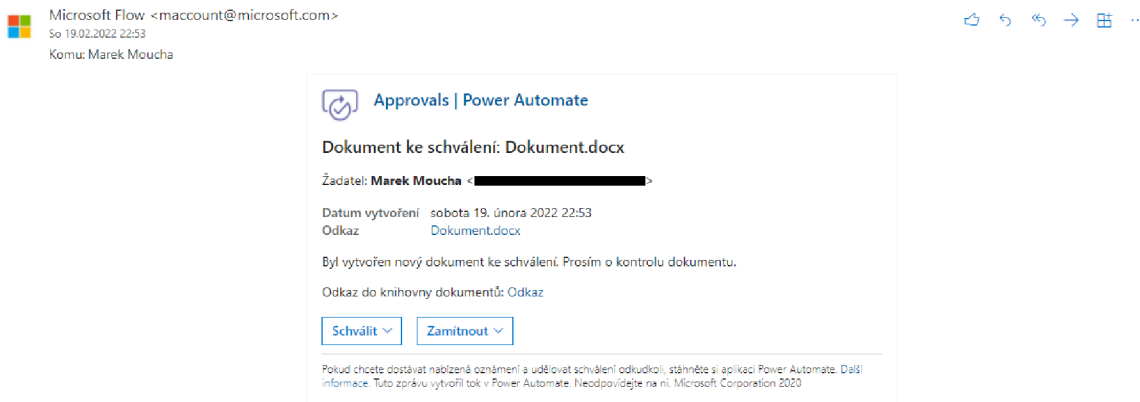 Microsoft Flow <maccount@microsoft.com>
So 19.02.2022 22:53
Komu: Marek Moucha
Approvals | Power Automate
Dokument ke schválení: Dokument.docx
Žadatel: Marek Moucha < >
Datum vytvoření sobota 19. února 2022 22:53
Odkaz Dokument.docx
Byl vytvořen nový dokument ke schválení. Prosím o kontrolu dokumentu.
Odkaz do knihovny dokumentů: Odkaz
Schválit Zamítnout
Pokud chcete dostávat nabízená oznámení a udělovat schválení odkudkoli, stáhněte si aplikaci Power Automate. Další
informace. Tuto zprávu vytvořil tok v Power Automate. Neodpovídejte na ni. Microsoft Corporation 2020